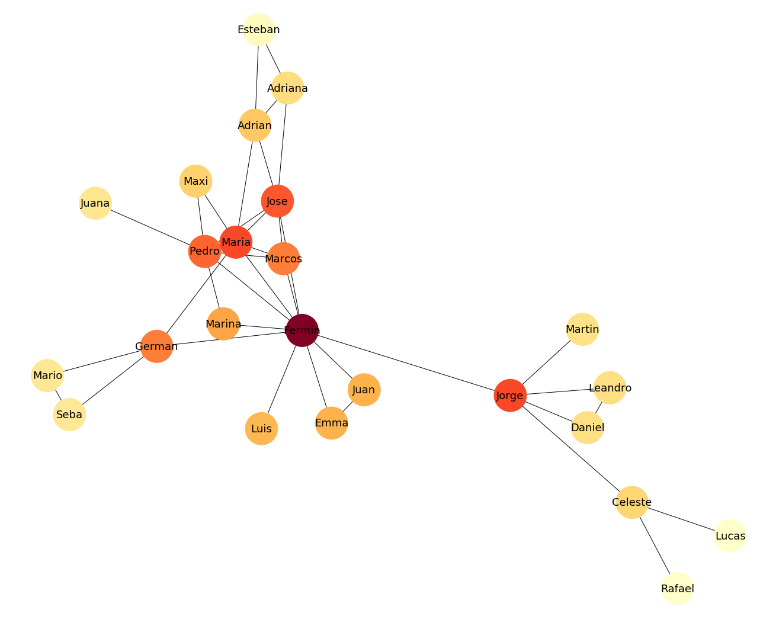 Esteban
Adriana
Adrian
Maxi
Juana
Jose
Maria
Pedro
Marcos
Marina
Fermin
Martin
German
Mario
Leandro
Juan
Jorge
Seba
Emma
Luis
Daniel
Celeste
Lucas
Rafael